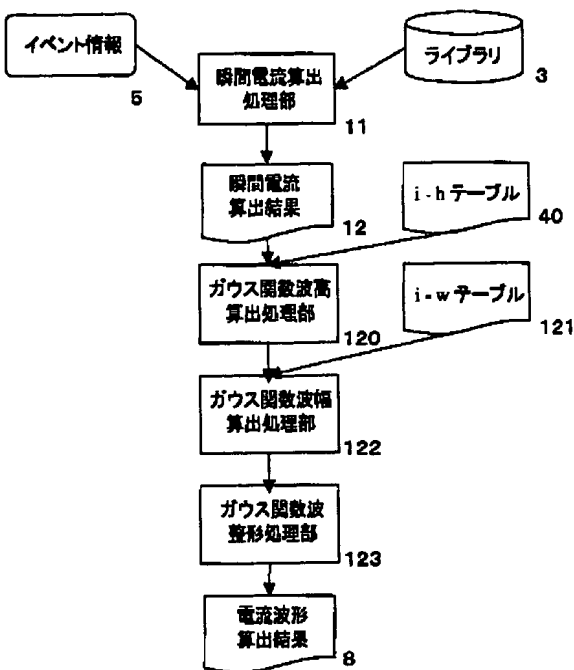 イベント情報
5
ライブラリ
3
瞬間電流算出
処理部
11
瞬間電流
算出結果
12
i-hテーブル
40
ガウス関数波高
算出処理部
120
i-wテーブル
121
ガウス関数波幅
算出処理部
122
ガウス関数波
整形処理部
123
電流波形
算出結果
8